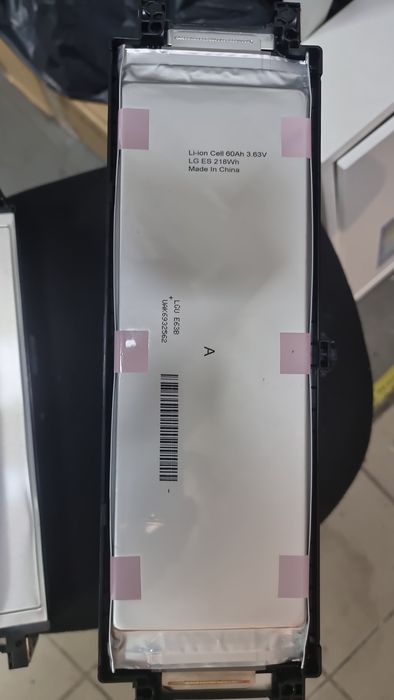 Li-ion Cell 60Ah 3.63V
LG ES 218Wh
Made In China
+
LGU E63B
UAK6932562
A
-